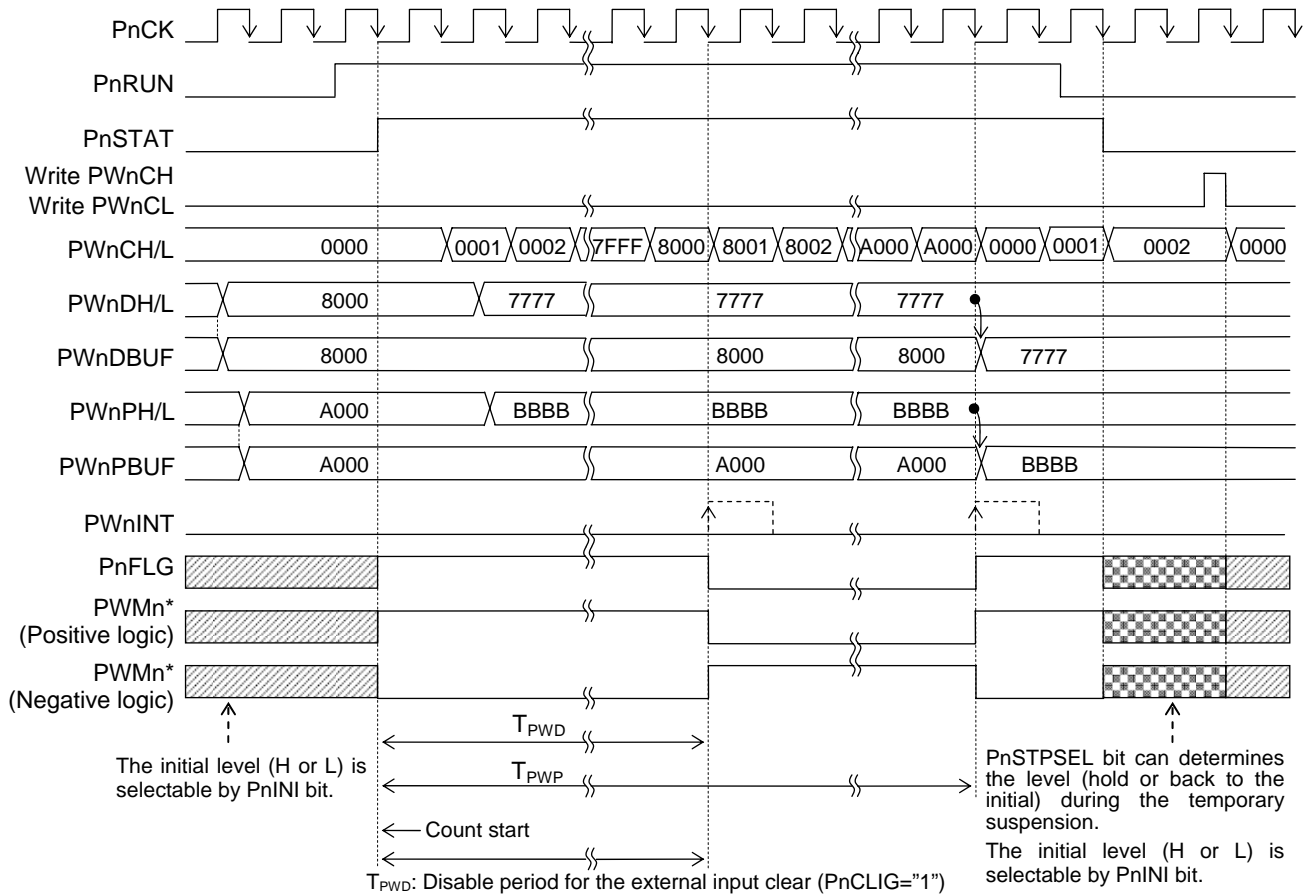 PnCK
PnRUN
PnSTAT
Write PWnCH
Write PWnCL
PWnCH/L 0000 0001 0002 7FFF 8000 8001 8002 A000 A000 0000 0001 0002 0000
PWnDH/L 8000 7777 7777 7777
PWnDBUF 8000 8000 8000 7777
PWnPH/L A000 BBBB BBBB BBBB
PWnPBUF A000 A000 A000 BBBB
PWnINT
PnFLG
PWMn*
(Positive logic)
PWMn*
(Negative logic)
The initial level (H or L) is
selectable by PnINI bit.
TPWD
TPWP
Count start
TPWD: Disable period for the external input clear (PnCLIG="1")
PnSTPSEL bit can determines
the level (hold or back to the
initial) during the temporary
suspension.
The initial level (H or L) is
selectable by PnINI bit.